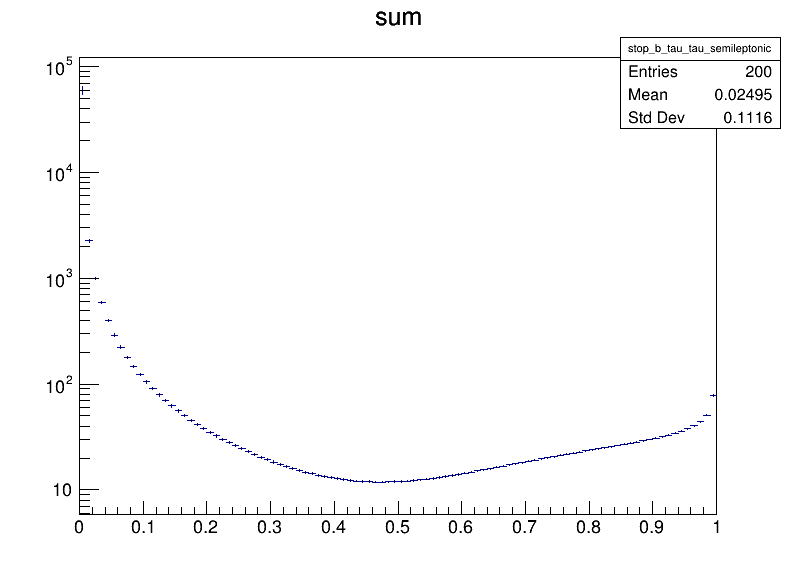 sum
stop_b_tau_tau_semileptonic
Entries 200
Mean 0.02495
Std Dev 0.1116
10^5
10^4
10^3
10^2
10
0 0.1 0.2 0.3 0.4 0.5 0.6 0.7 0.8 0.9 1